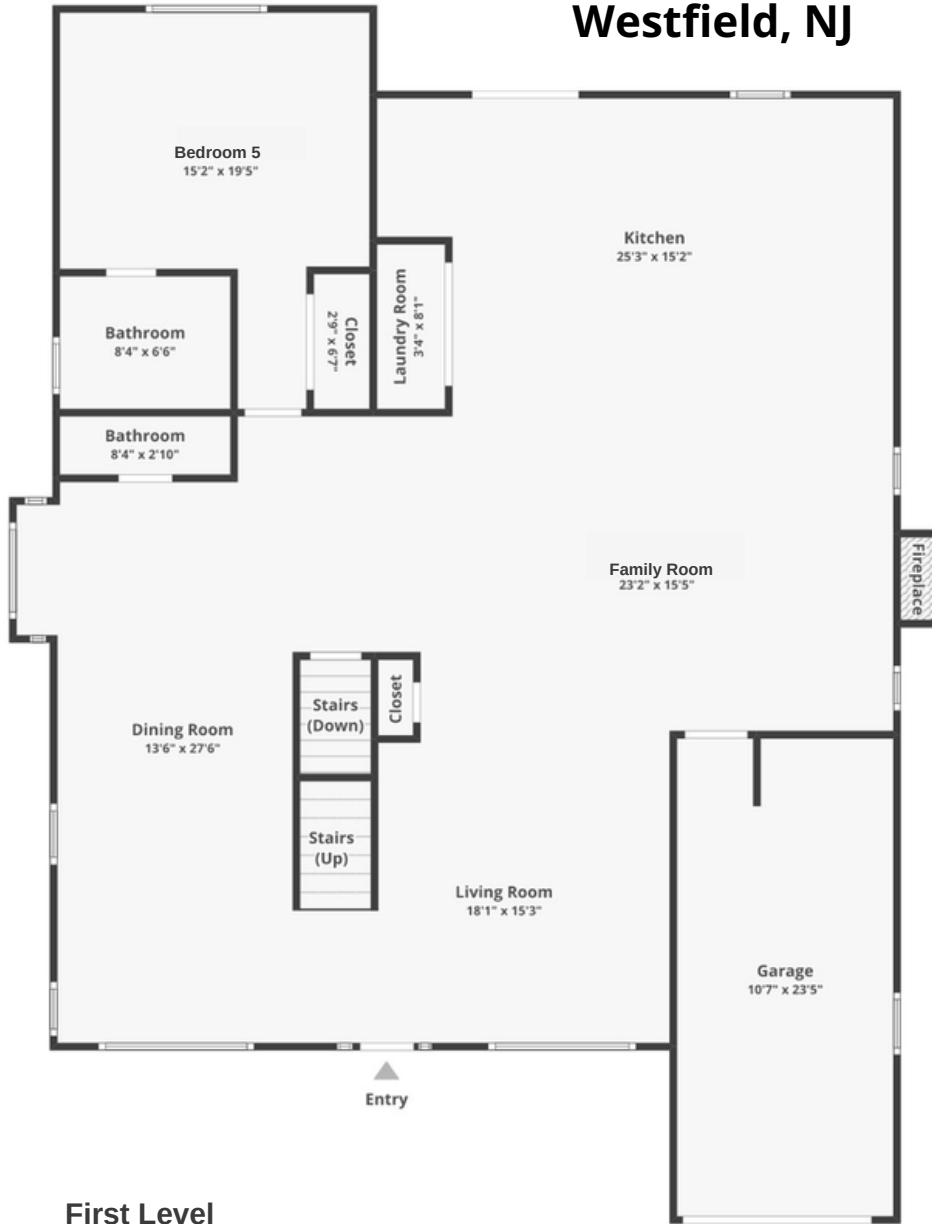 Westfield, NJ
Bedroom 5
15'2" x 19'5"
Kitchen
25'3" x 15'2"
Laundry Room
3'4" x 8'1"
Closet
2'9" x 6'7"
Bathroom
8'4" x 6'6"
Bathroom
8'4" x 2'10"
Family Room
23'2" x 15'5"
Fireplace
Stairs
(Down)
Closet
Dining Room
13'6" x 27'6"
Stairs
(Up)
Living Room
18'1" x 15'3"
Garage
10'7" x 23'5"
Entry
First Level